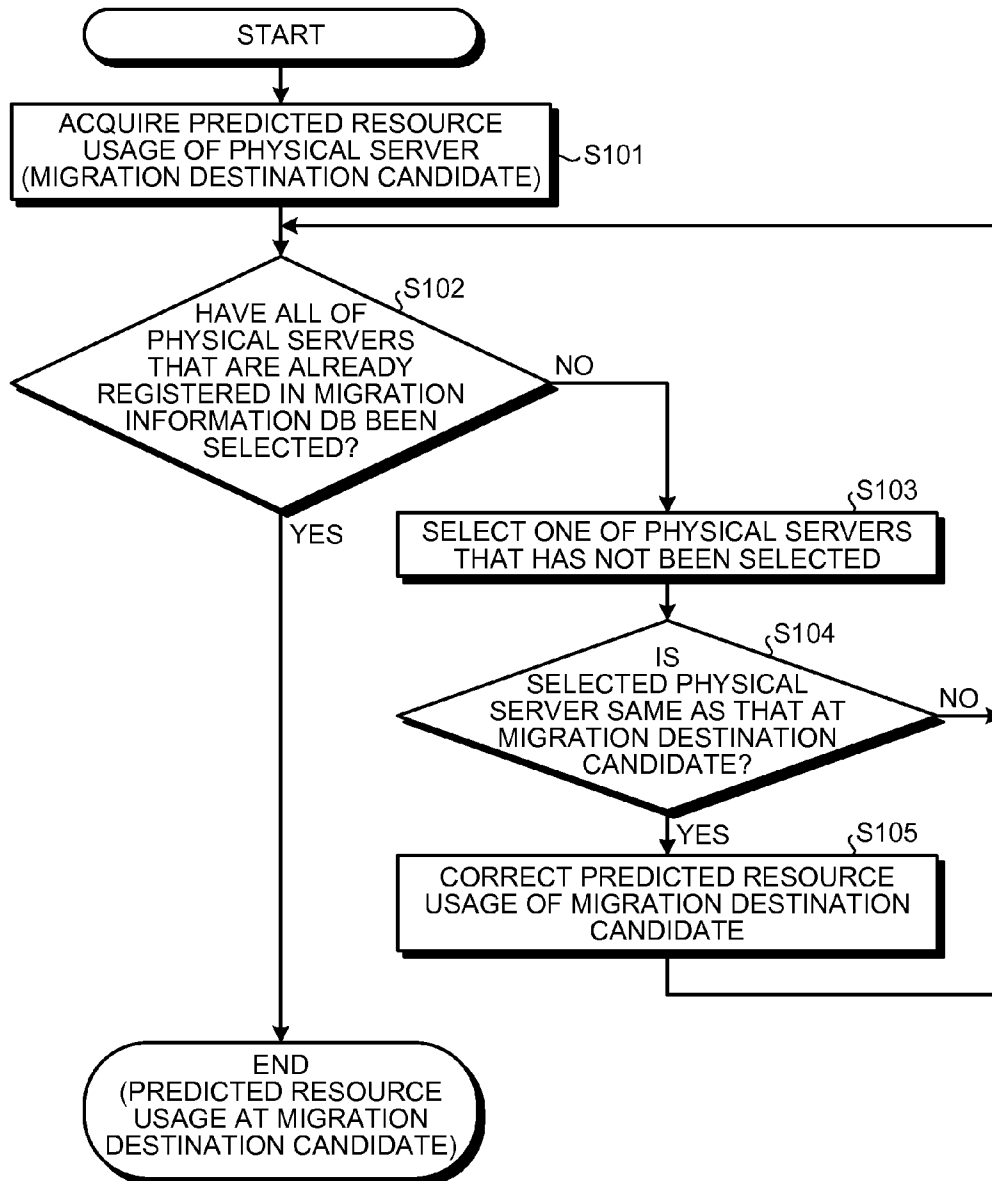 START
ACQUIRE PREDICTED RESOURCE
USAGE OF PHYSICAL SERVER
(MIGRATION DESTINATION CANDIDATE)
S101
S102
HAVE ALL OF
PHYSICAL SERVERS
THAT ARE ALREADY
REGISTERED IN MIGRATION
INFORMATION DB BEEN
SELECTED?
NO
YES
S103
SELECT ONE OF PHYSICAL SERVERS
THAT HAS NOT BEEN SELECTED
S104
IS
SELECTED PHYSICAL
SERVER SAME AS THAT AT
MIGRATION DESTINATION
CANDIDATE?
NO
YES
S105
CORRECT PREDICTED RESOURCE
USAGE OF MIGRATION DESTINATION
CANDIDATE
END
(PREDICTED RESOURCE
USAGE AT MIGRATION
DESTINATION CANDIDATE)